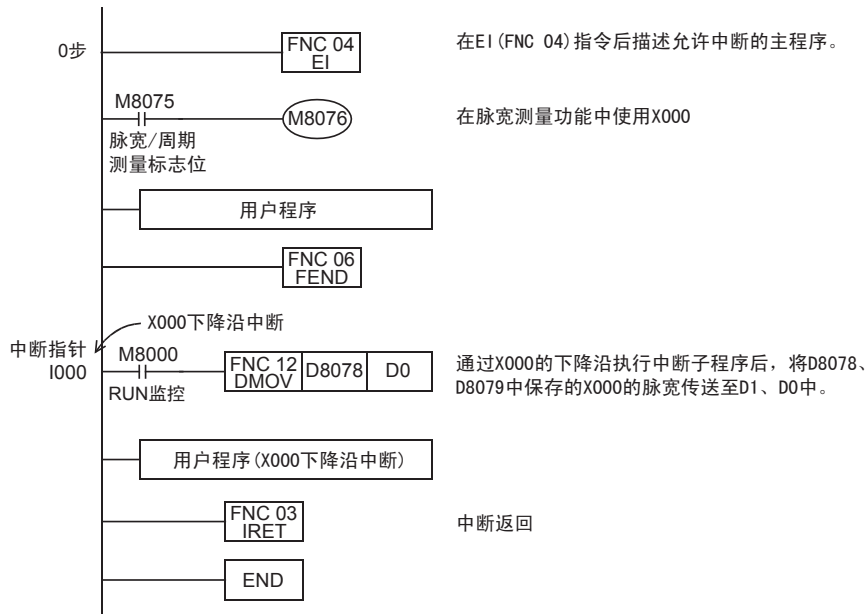 0步
FNC 04
EI
在EI(FNC 04)指令后描述允许中断的主程序。
M8075
M8076
在脉宽测量功能中使用X000
脉宽/周期
测量标志位
用户程序
FNC 06
FEND
X000下降沿中断
中断指针
I000
M8000
RUN监控
FNC 12
DMOV
D8078
D0
通过X000的下降沿执行中断子程序后，将D8078、
D8079中保存的X000的脉宽传送至D1、D0中。
用户程序(X000下降沿中断)
FNC 03
IRET
中断返回
END